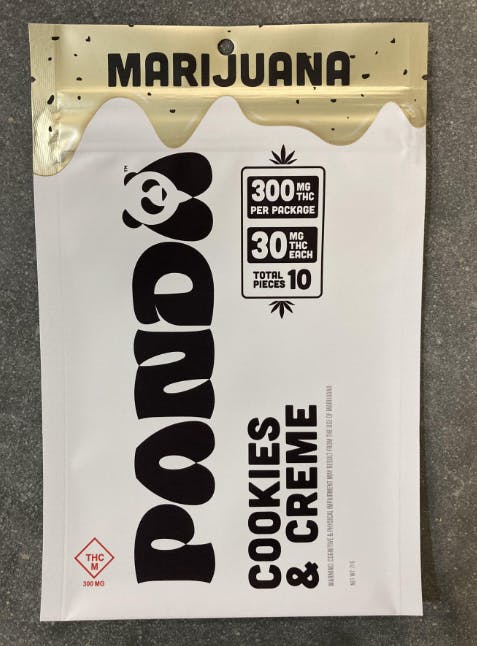 MARIJUANA
PANDA
™
300 MG THC
PER PACKAGE
30 MG THC EACH
TOTAL PIECES 10
COOKIES
& CREME
WARNING: COGNITIVE & PHYSICAL IMPAIRMENT MAY RESULT FROM THE USE OF MARIJUANA
THC
M
300 MG